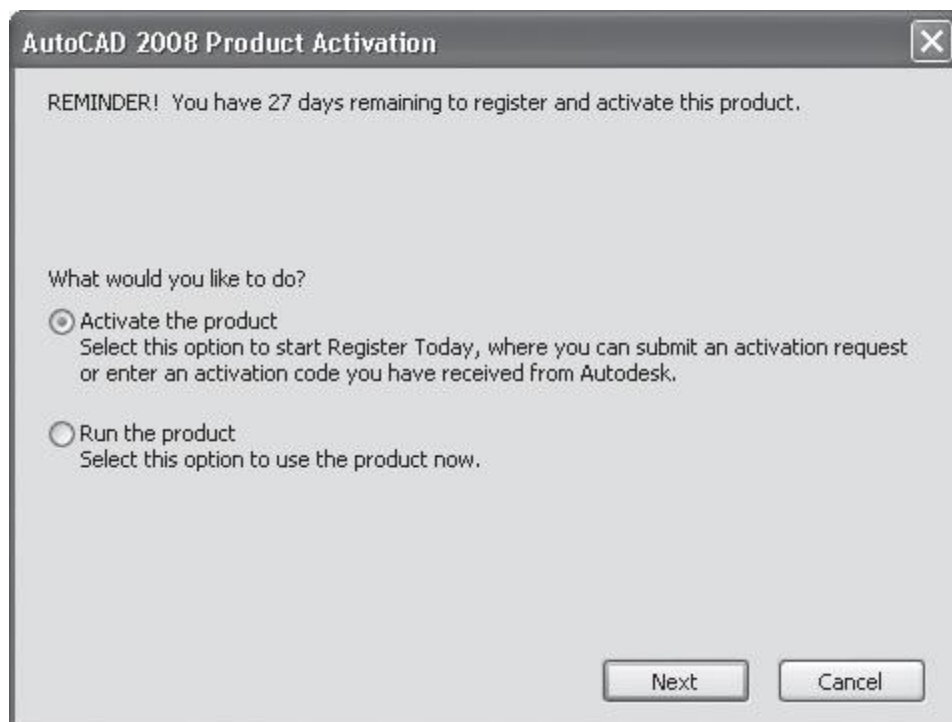 AutoCAD 2008 Product Activation
REMINDER! You have 27 days remaining to register and activate this product.
What would you like to do?
Activate the product
Select this option to start Register Today, where you can submit an activation request
or enter an activation code you have received from Autodesk.
Run the product
Select this option to use the product now.
Next
Cancel